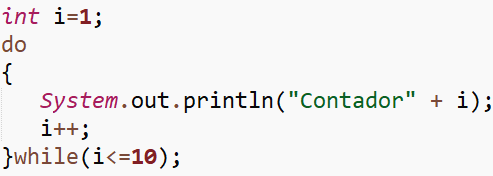 int i=1;
do
{
   System.out.println("Contador" + i);
   i++;
}while(i<=10);